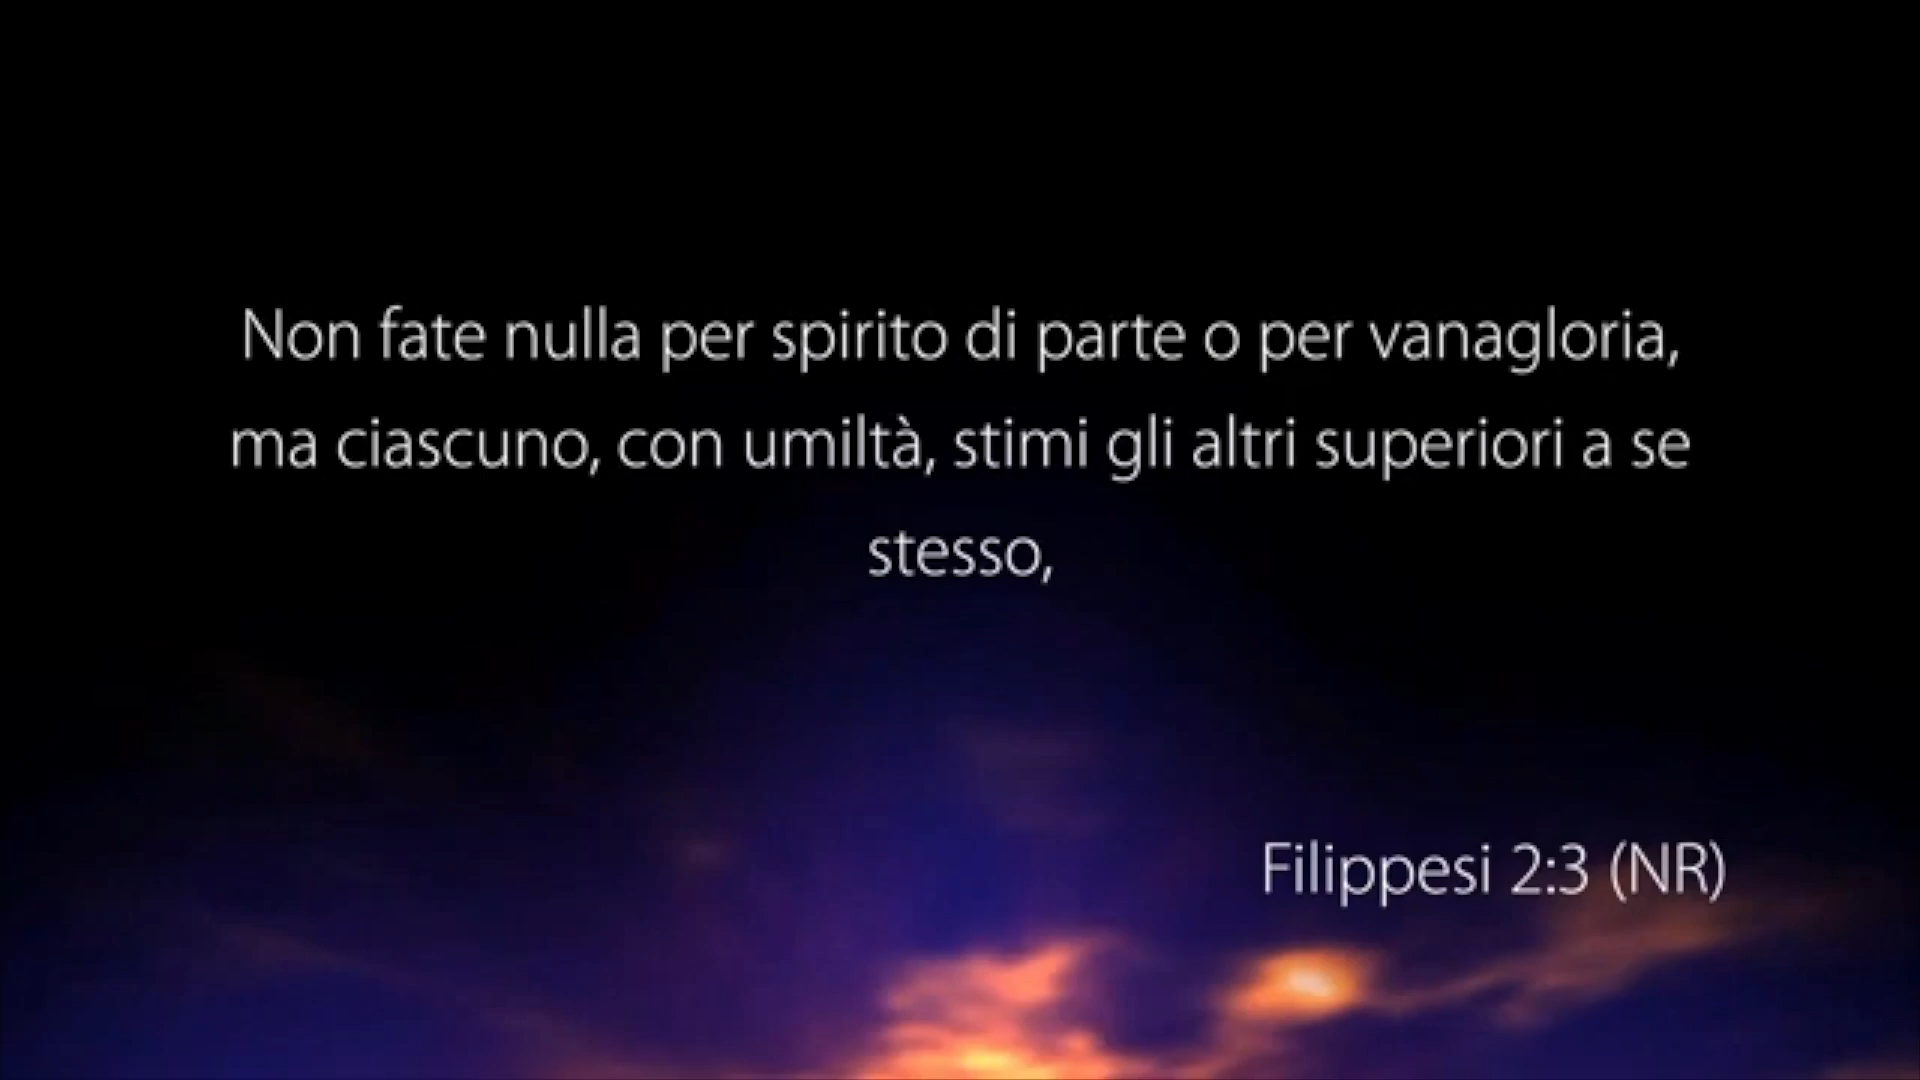 Non fate nulla per spirito di parte o per vanagloria,
ma ciascuno, con umiltà, stimi gli altri superiori a se
stesso,
Filippesi 2:3 (NR)